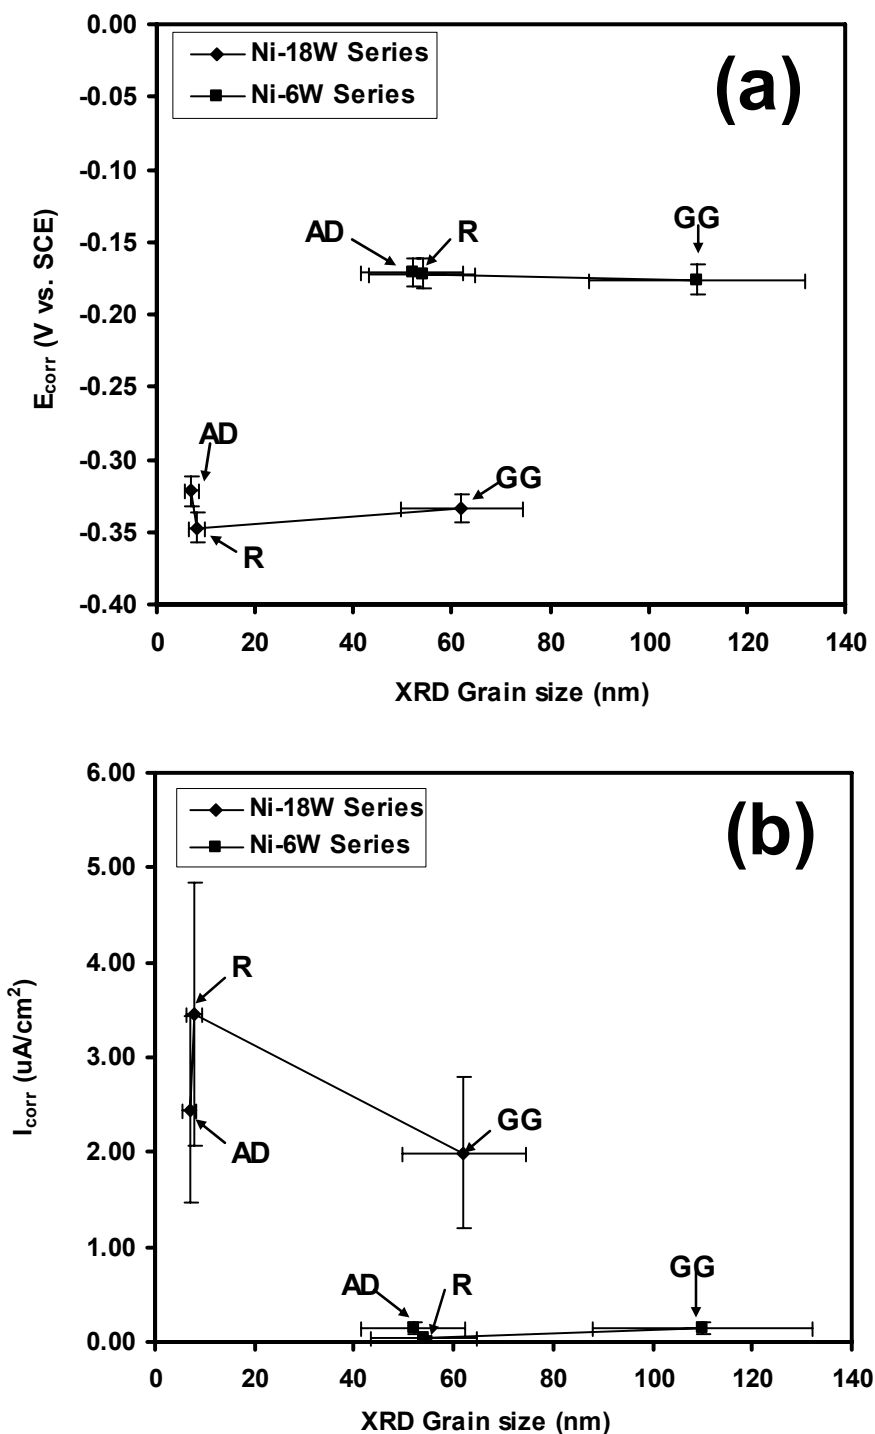 0.00
-0.05
-0.10
-0.15
-0.20
-0.25
-0.30
-0.35
-0.40
E_corr (V vs. SCE)
Ni-18W Series
Ni-6W Series
(a)
AD
R
GG
AD
GG
R
0 20 40 60 80 100 120 140
XRD Grain size (nm)
6.00
5.00
4.00
3.00
2.00
1.00
0.00
I_corr (uA/cm²)
Ni-18W Series
Ni-6W Series
(b)
R
GG
AD
AD
R
GG
0 20 40 60 80 100 120 140
XRD Grain size (nm)